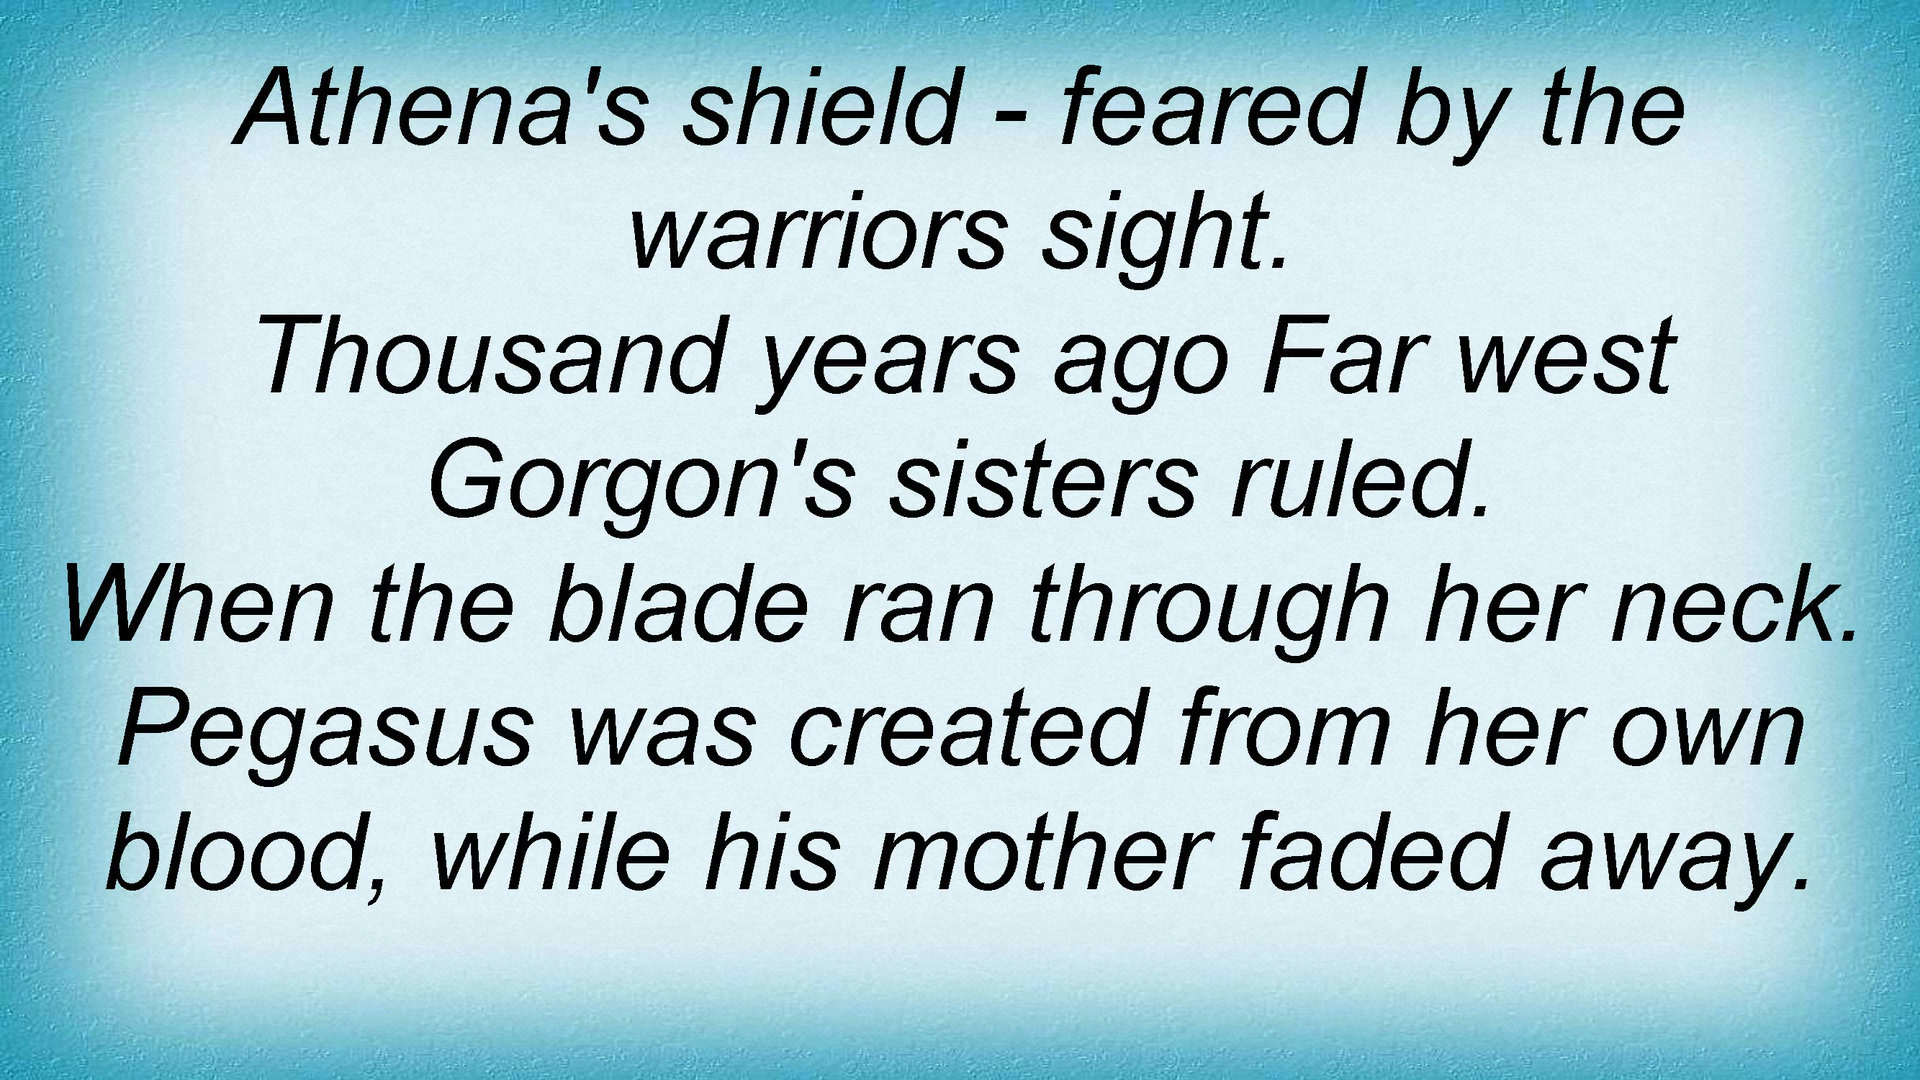 Athena's shield - feared by the
warriors sight.
Thousand years ago Far west
Gorgon's sisters ruled.
When the blade ran through her neck.
Pegasus was created from her own
blood, while his mother faded away.